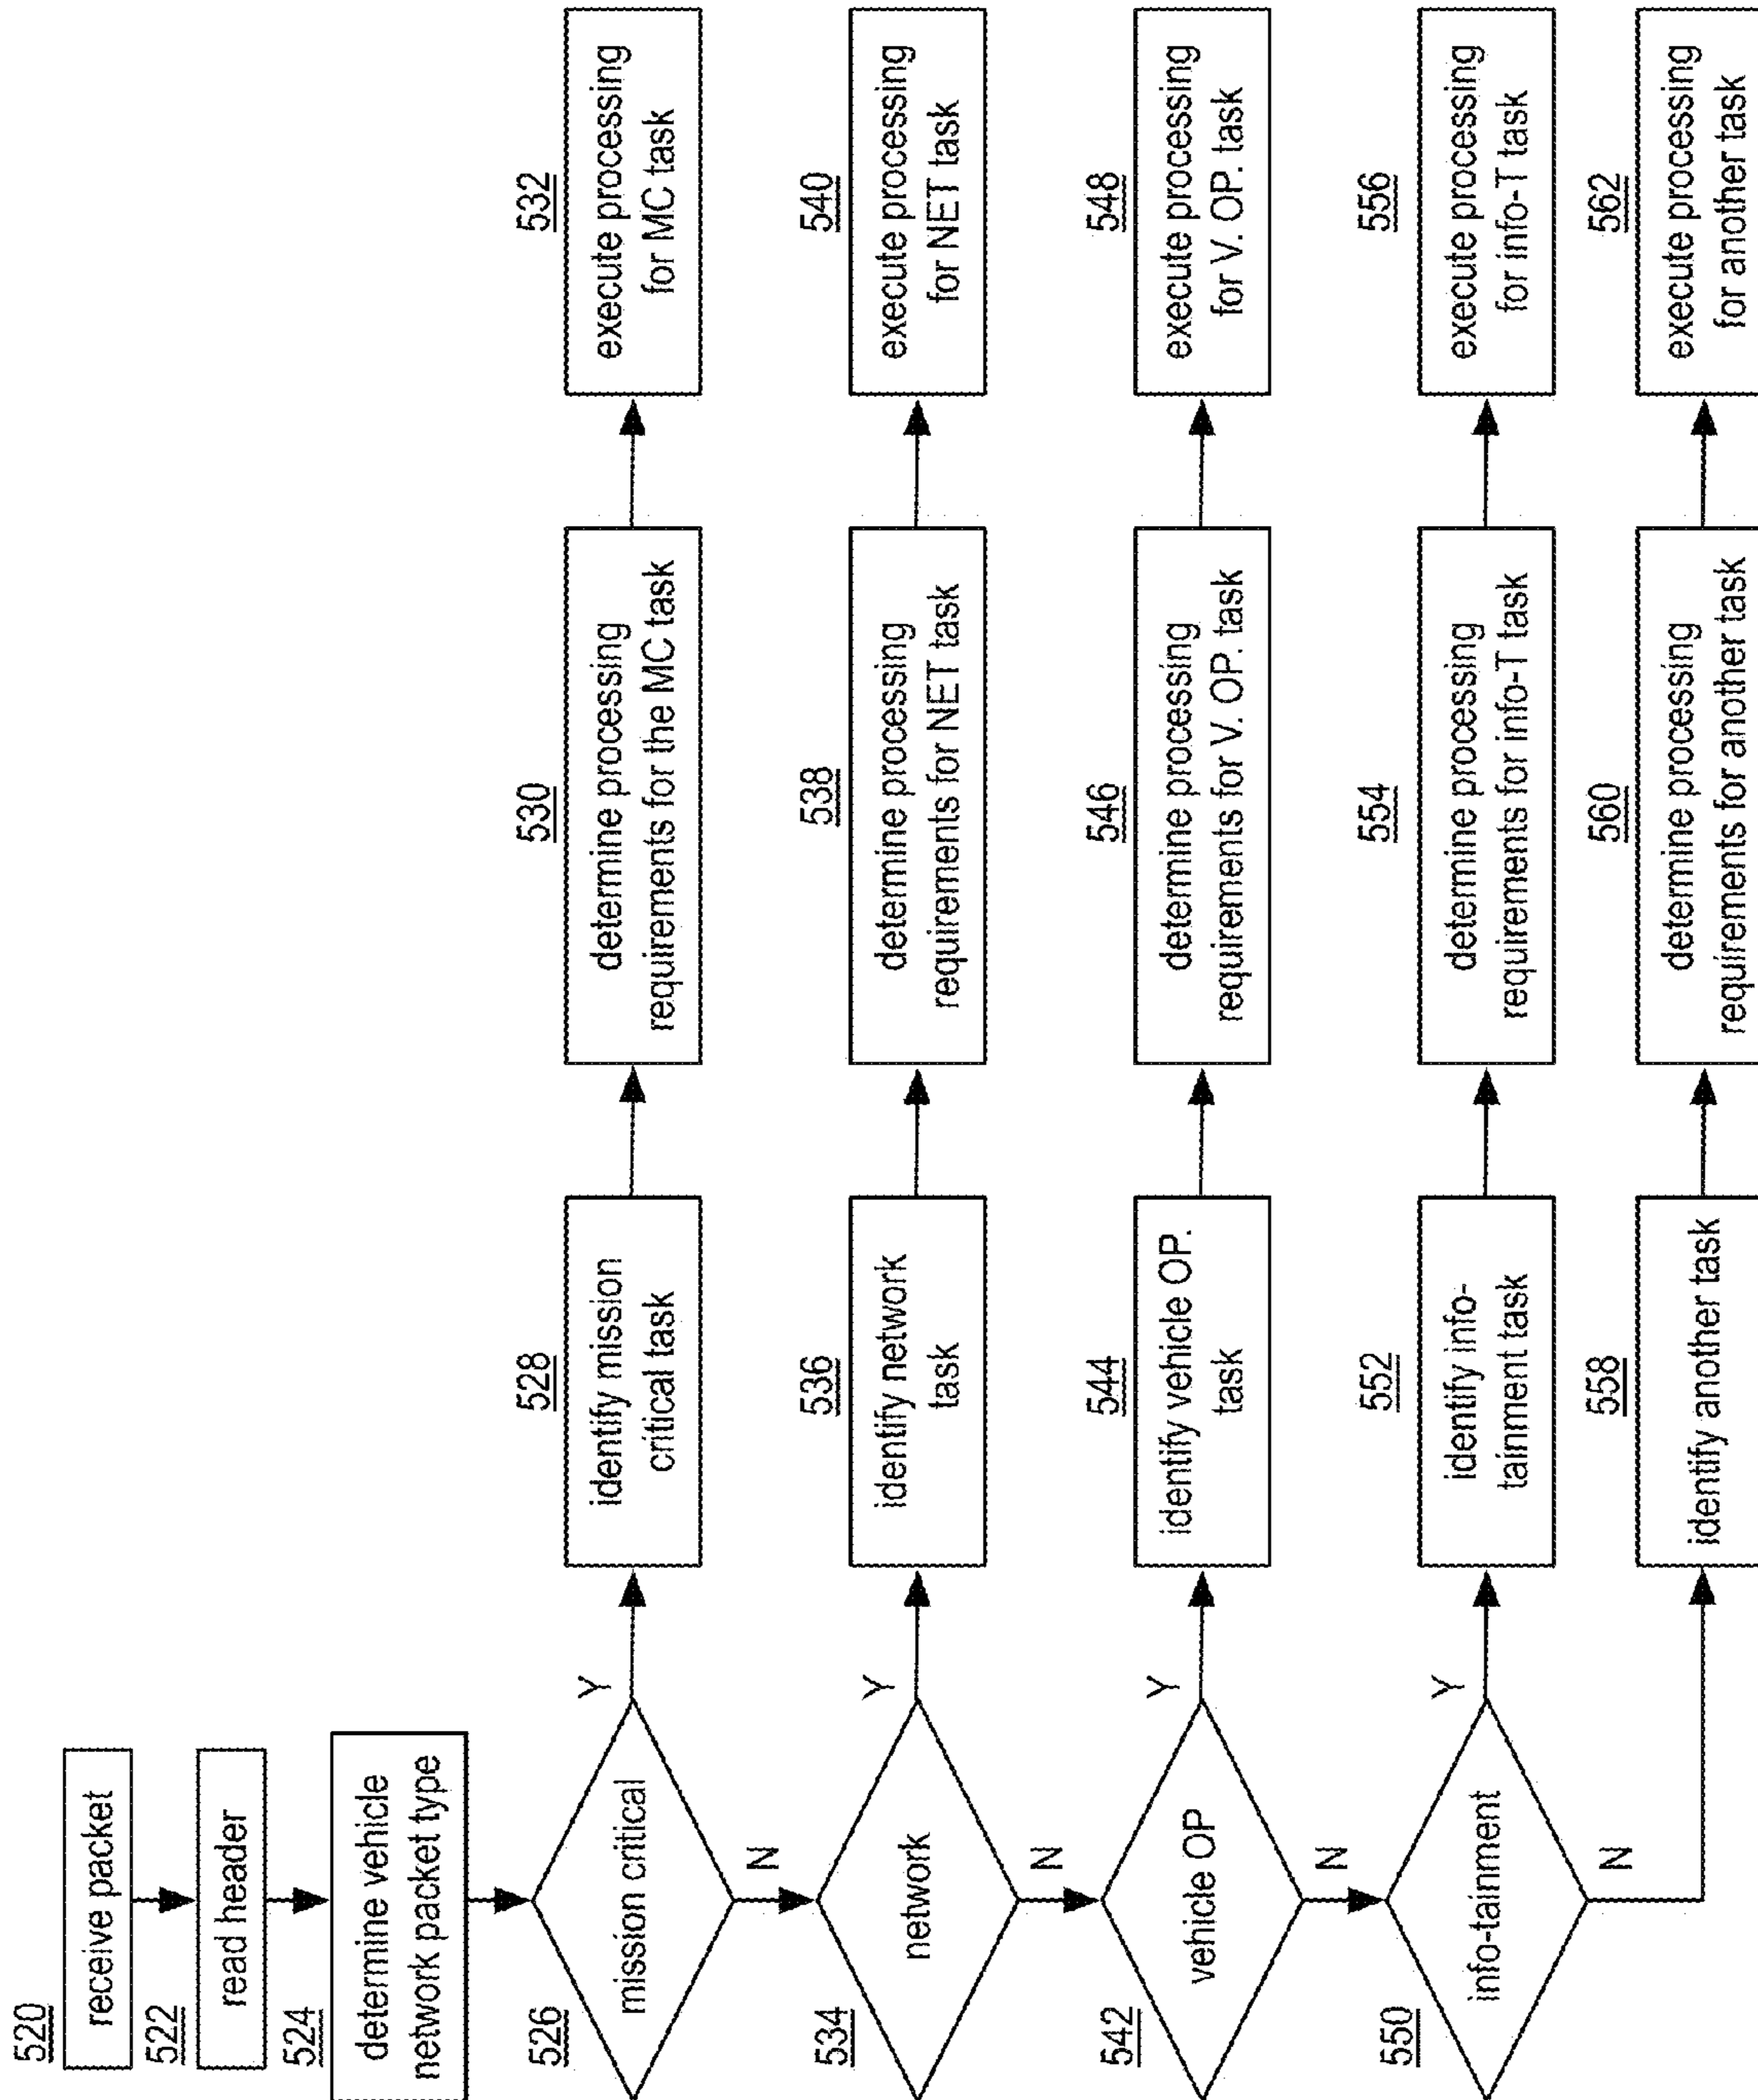 520
receive packet
522
read header
524
determine vehicle
network packet type
526
mission critical
Y
N
528
identify mission
critical task
530
determine processing
requirements for the MC task
532
execute processing
for MC task
534
network
Y
N
536
identify network
task
538
determine processing
requirements for NET task
540
execute processing
for NET task
542
vehicle OP
Y
N
544
identify vehicle OP.
task
546
determine processing
requirements for V. OP. task
548
execute processing
for V. OP. task
550
info-tainment
Y
N
552
identify info-
tainment task
554
determine processing
requirements for info-T task
556
execute processing
for info-T task
558
identify another task
560
determine processing
requirements for another task
562
execute processing
for another task